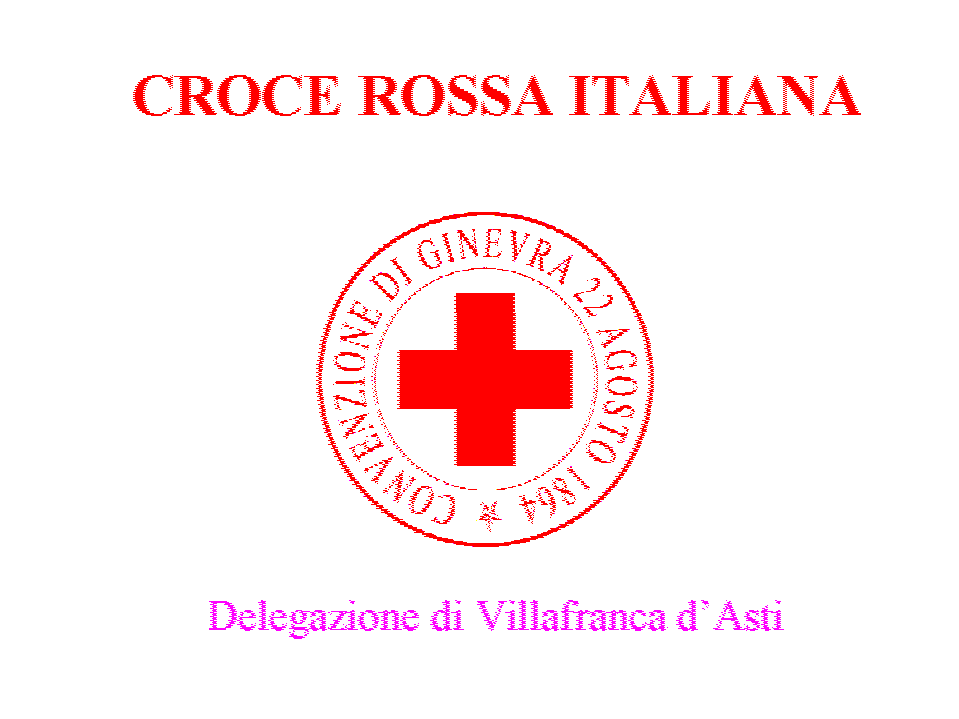 CROCE ROSSA ITALIANA
CONVENZIONE DI GINEVRA 22 AGOSTO 1864
Delegazione di Villafranca d’Asti